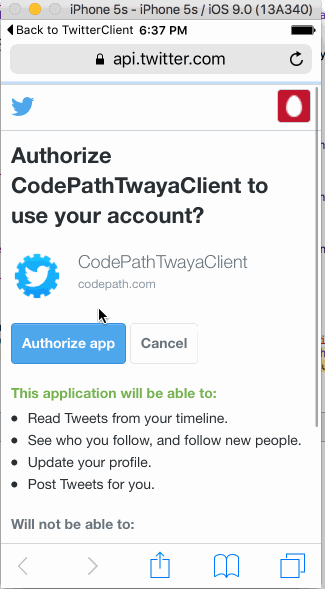 iPhone 5s - iPhone 5s / iOS 9.0 (13A340)
Back to TwitterClient 6:37 PM
api.twitter.com
Authorize
CodePathTwayaClient to
use your account?
CodePathTwayaClient
codepath.com
Authorize app Cancel
This application will be able to:
• Read Tweets from your timeline.
• See who you follow, and follow new people.
• Update your profile.
• Post Tweets for you.
Will not be able to: